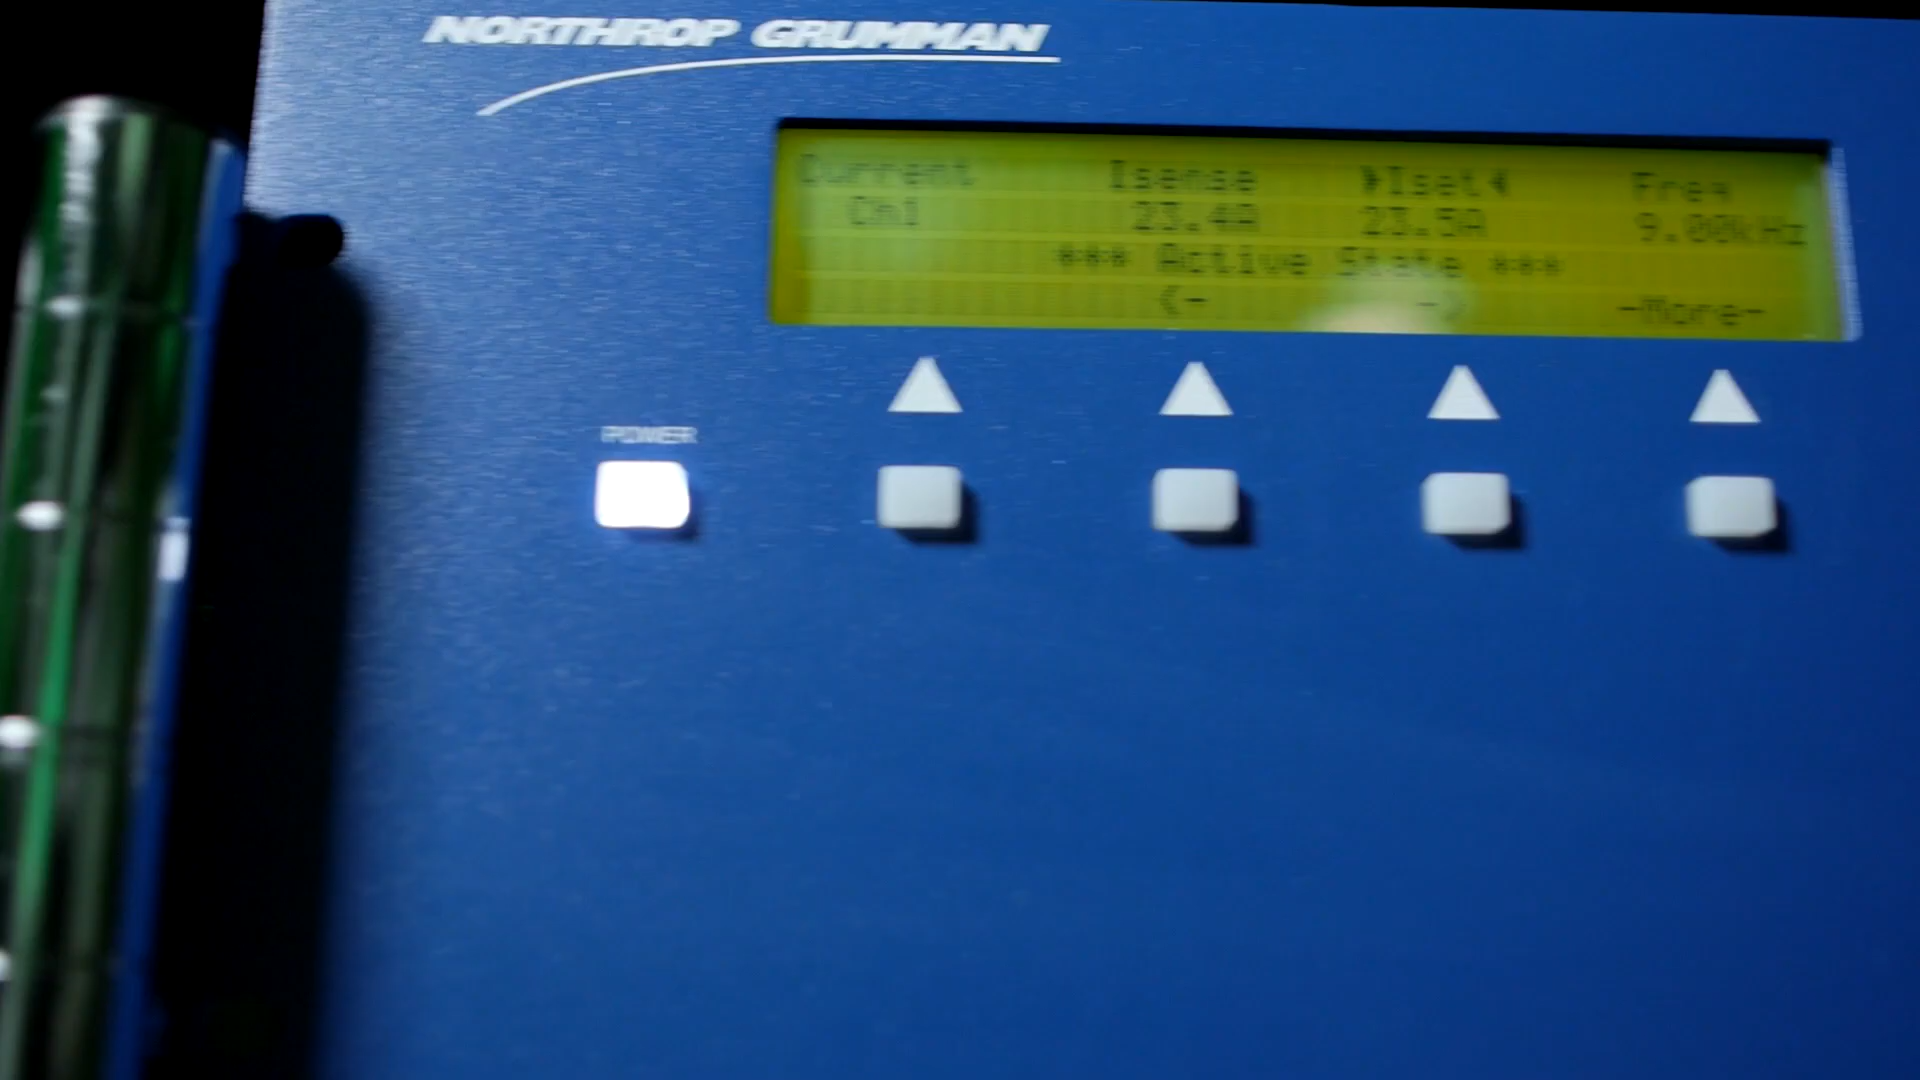 NORTHROP GRUMMAN
Current Isense Iset Freq
Ch1 23.4A 23.5A 9.00kHz
*** Active State ***
<- -> -More-
POWER